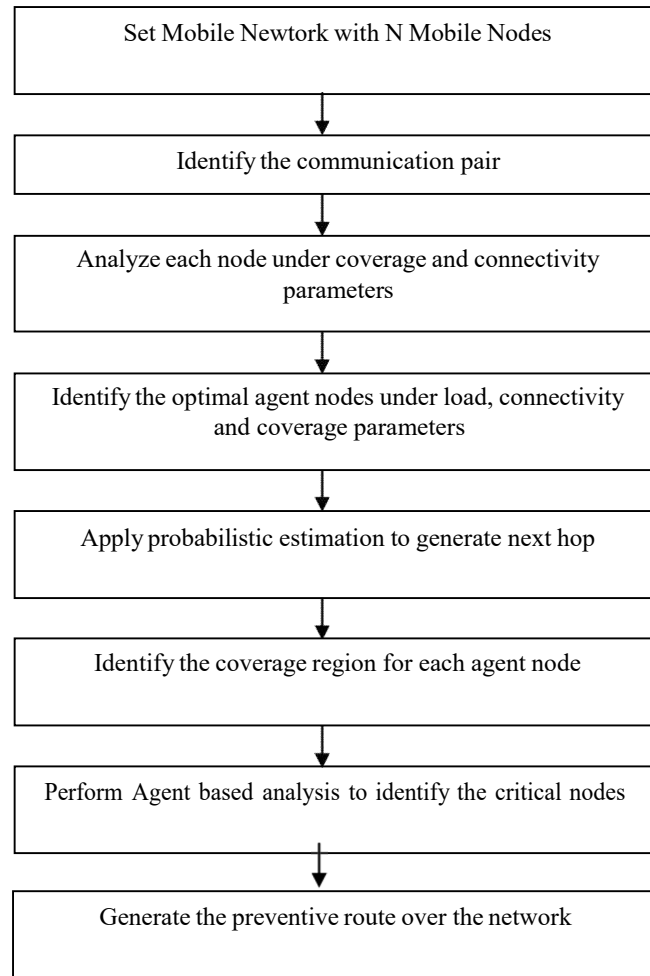 Set Mobile Newtork with N Mobile Nodes
Identify the communication pair
Analyze each node under coverage and connectivity
parameters
Identify the optimal agent nodes under load, connectivity
and coverage parameters
Apply probabilistic estimation to generate next hop
Identify the coverage region for each agent node
Perform Agent based analysis to identify the critical nodes
Generate the preventive route over the network